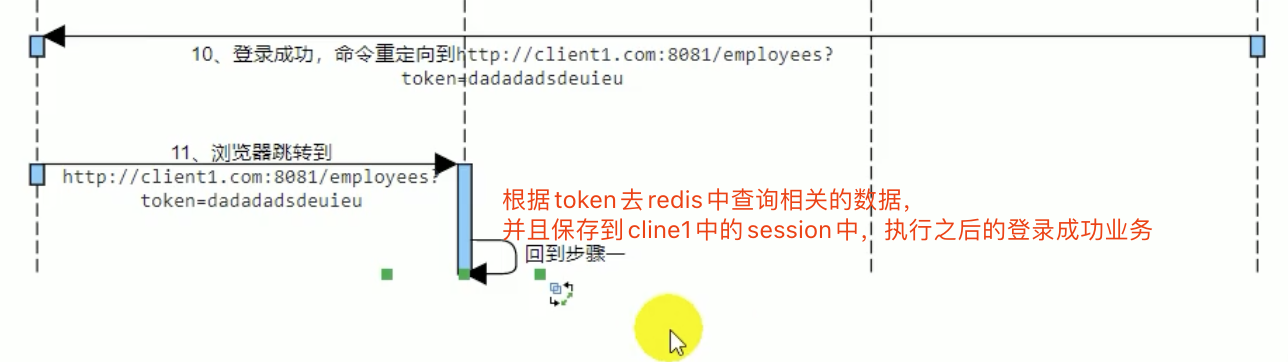 10、登录成功，命令重定向到http://client1.com:8081/employees?
token=dadadadsdeuieu
11、浏览器跳转到
http://client1.com:8081/employees?
token=dadadadsdeuieu
根据token去redis中查询相关的数据，
并且保存到cline1中的session中，执行之后的登录成功业务
回到步骤一